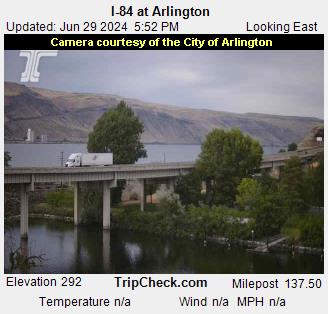 I-84 at Arlington
Updated: Jun 29 2024 5:52 PM Looking East
Camera courtesy of the City of Arlington
Elevation 292 TripCheck.com Milepost 137.50
Temperature n/a Wind n/a MPH n/a